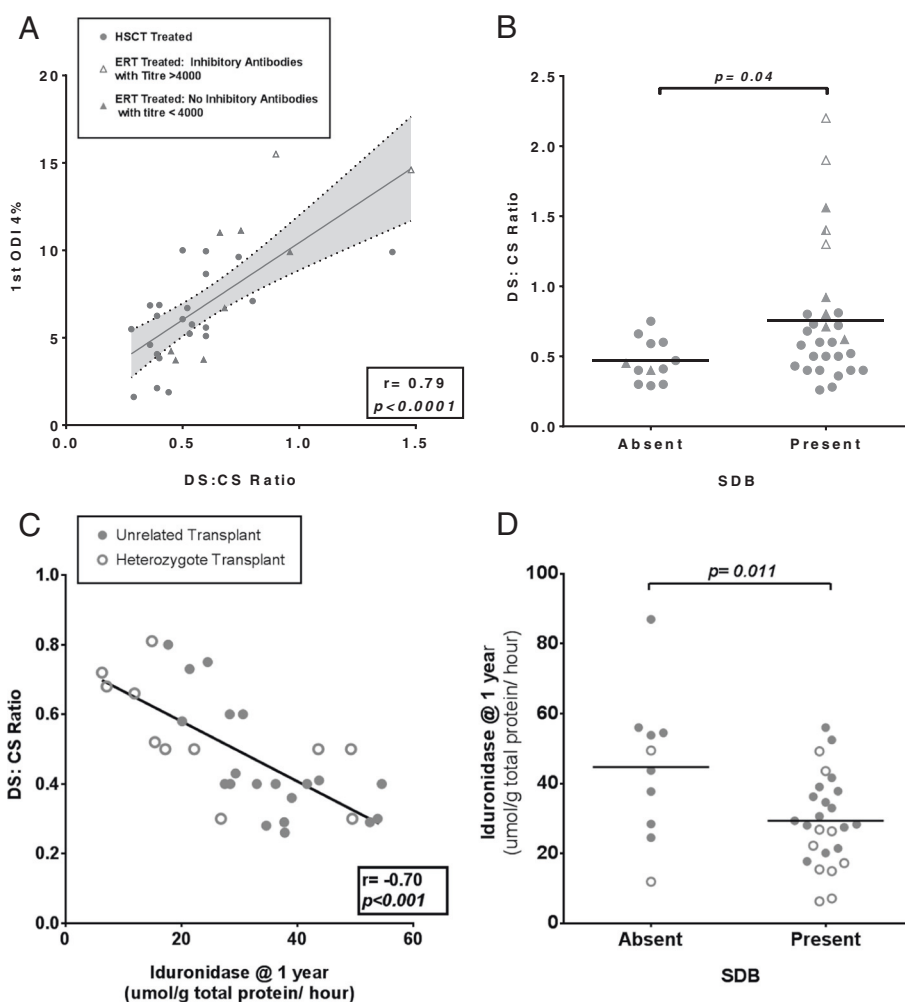 A
HSCT Treated
ERT Treated: Inhibitory Antibodies
with Titre >4000
ERT Treated: No Inhibitory Antibodies
with titre < 4000
20
15
10
5
0
1st ODI 4%
0.0
0.5
1.0
1.5
DS:CS Ratio
r= 0.79
p<0.0001
B
p= 0.04
2.5
2.0
1.5
1.0
0.5
0.0
DS: CS Ratio
Absent
Present
SDB
C
Unrelated Transplant
Heterozygote Transplant
1.0
0.8
0.6
0.4
0.2
0.0
DS: CS Ratio
0
20
40
60
Iduronidase @ 1 year
(umol/g total protein/ hour)
r= -0.70
p<0.001
D
p= 0.011
100
80
60
40
20
0
Iduronidase @ 1 year
(umol/g total protein/ hour)
Absent
Present
SDB